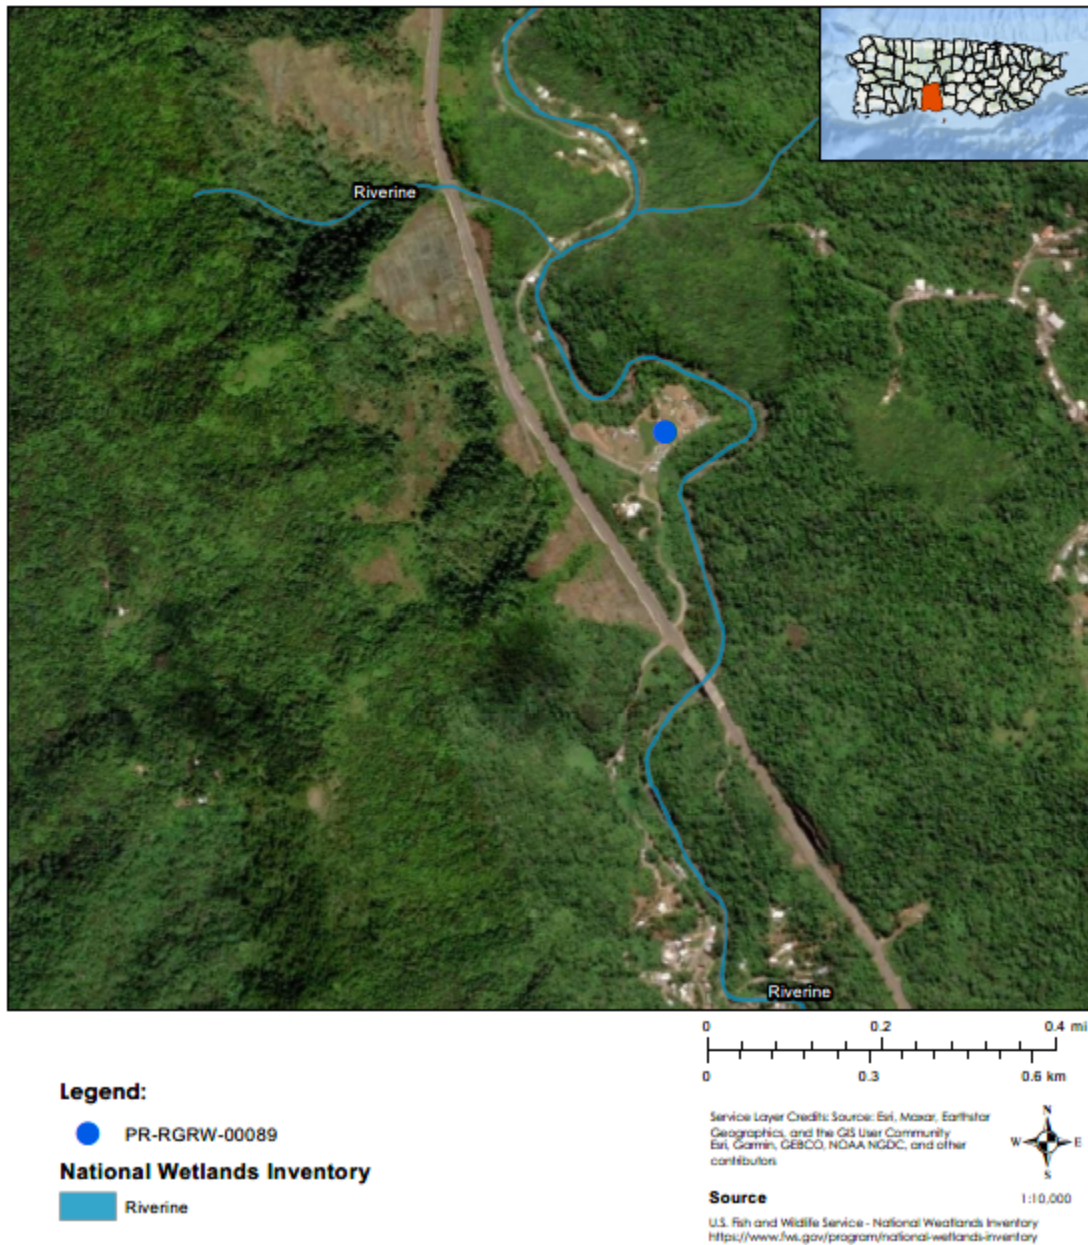 Riverine
Riverine
0 0.2 0.4 mi
0 0.3 0.6 km
Legend:
PR-RGRW-00089
National Wetlands Inventory
Riverine
Service Layer Credits: Source: Esri, Maxar, Earthstar
Geographics, and the GIS User Community
Esri, Garmin, GEBCO, NOAA NGDC, and other
contributors
N
W E
S
Source
1:10,000
U.S. Fish and Wildlife Service - National Weatlands Inventory
https://www.fws.gov/program/national-wetlands-inventory